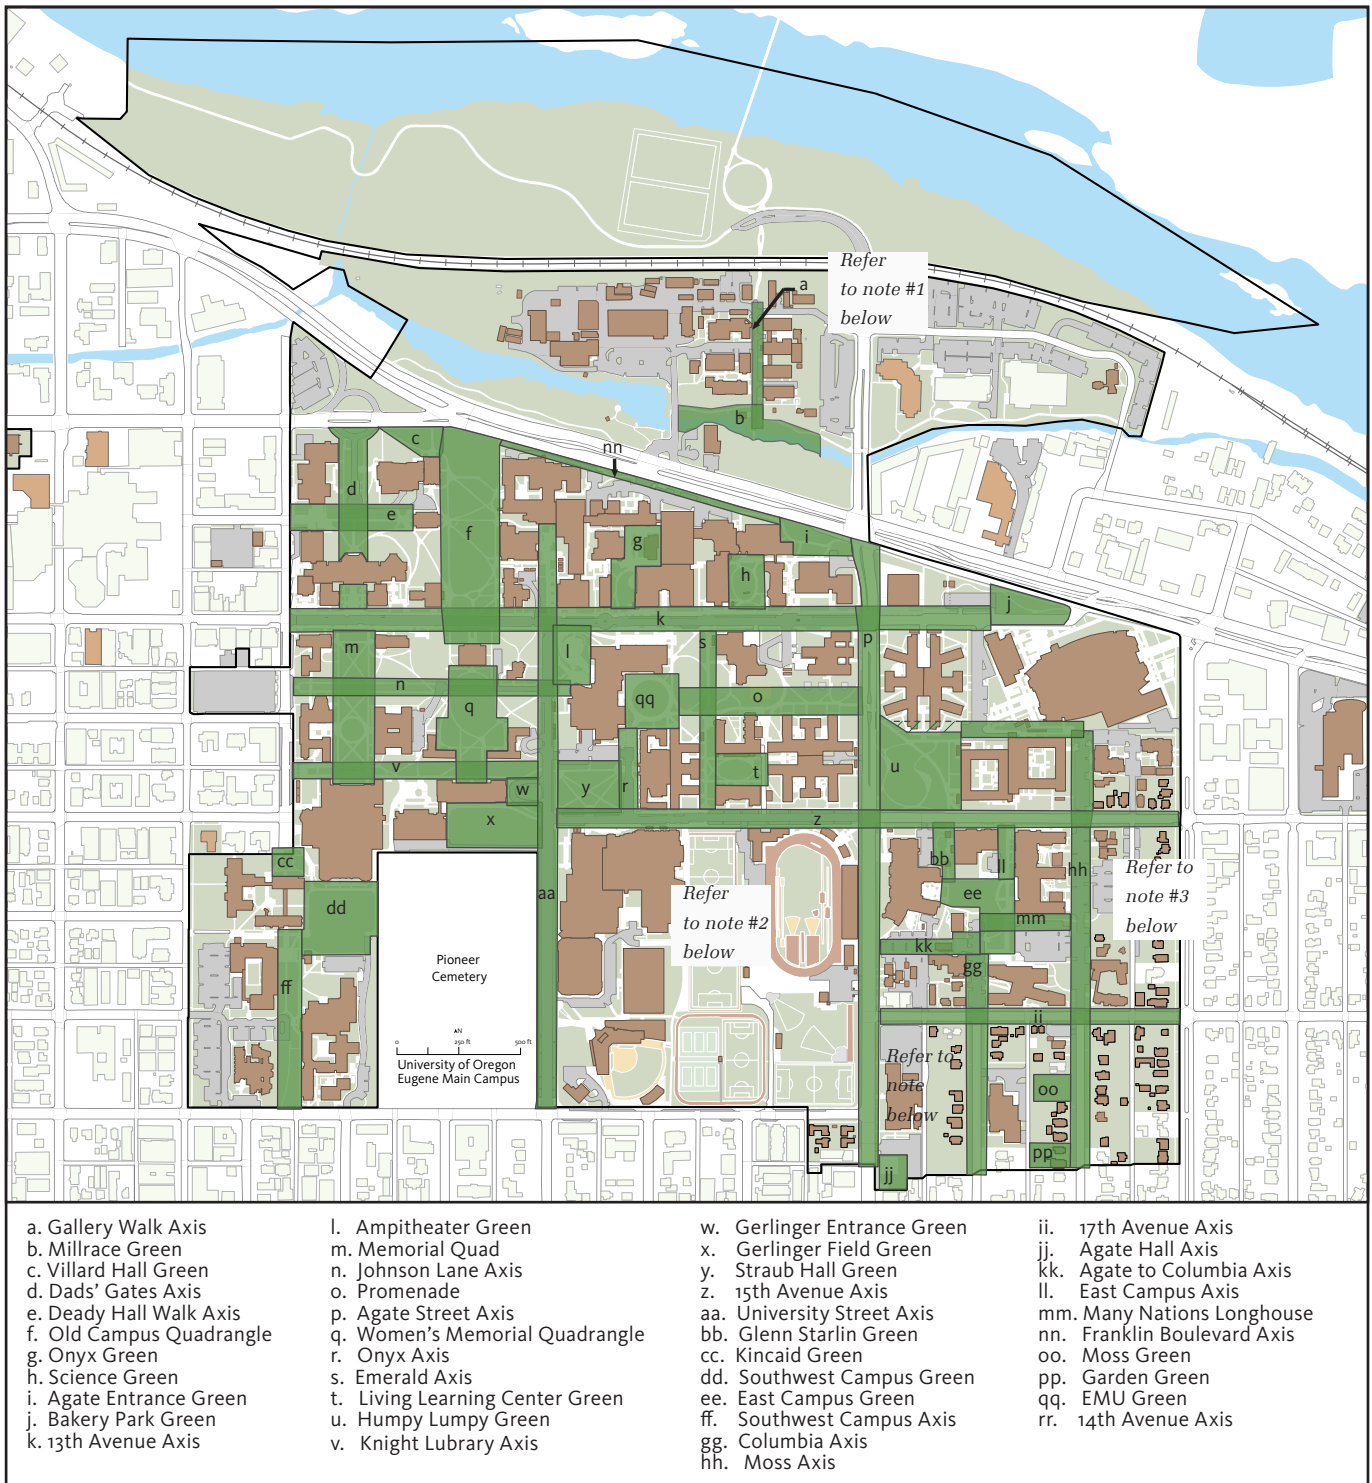 Refer
to note #1
below
a
b
nn
c
d
e
f
g
h
i
j
k
l
m
n
o
p
q
qq
s
r
t
u
v
w
x
y
z
aa
bb
cc
dd
ee
ff
gg
hh
ii
jj
kk
ll
mm
oo
pp
Refer
to note #2
below
Refer to
note #3
below
Refer to
note
below
Pioneer
Cemetery
N
0 250 ft 500 ft
University of Oregon
Eugene Main Campus
a. Gallery Walk Axis
b. Millrace Green
c. Villard Hall Green
d. Dads' Gates Axis
e. Deady Hall Walk Axis
f. Old Campus Quadrangle
g. Onyx Green
h. Science Green
i. Agate Entrance Green
j. Bakery Park Green
k. 13th Avenue Axis
l. Ampitheater Green
m. Memorial Quad
n. Johnson Lane Axis
o. Promenade
p. Agate Street Axis
q. Women's Memorial Quadrangle
r. Onyx Axis
s. Emerald Axis
t. Living Learning Center Green
u. Humpy Lumpy Green
v. Knight Lubrary Axis
w. Gerlinger Entrance Green
x. Gerlinger Field Green
y. Straub Hall Green
z. 15th Avenue Axis
aa. University Street Axis
bb. Glenn Starlin Green
cc. Kincaid Green
dd. Southwest Campus Green
ee. East Campus Green
ff. Southwest Campus Axis
gg. Columbia Axis
hh. Moss Axis
ii. 17th Avenue Axis
jj. Agate Hall Axis
kk. Agate to Columbia Axis
ll. East Campus Axis
mm. Many Nations Longhouse
nn. Franklin Boulevard Axis
oo. Moss Green
pp. Garden Green
qq. EMU Green
rr. 14th Avenue Axis